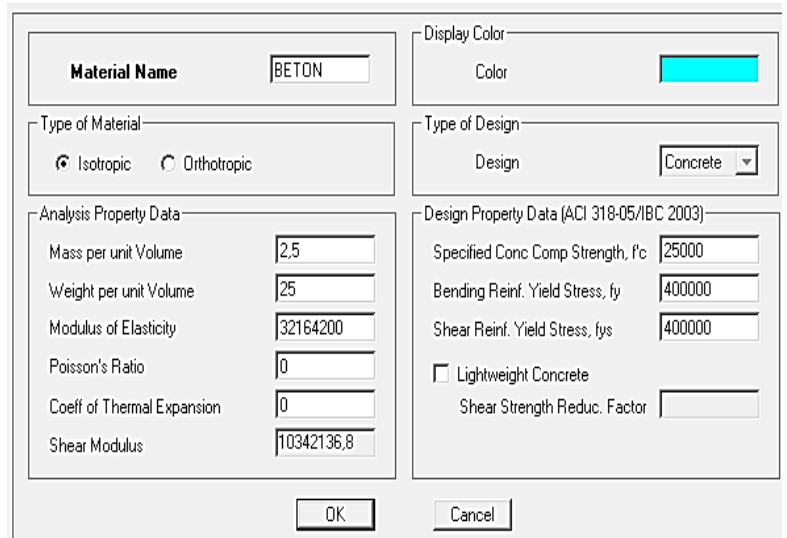 Material Name BETON
Display Color
Color
Type of Material
Isotropic Orthotropic
Type of Design
Design Concrete
Analysis Property Data
Mass per unit Volume 2,5
Weight per unit Volume 25
Modulus of Elasticity 32164200
Poisson's Ratio 0
Coeff of Thermal Expansion 0
Shear Modulus 10342136,8
Design Property Data (ACI 318-05/IBC 2003)
Specified Conc Comp Strength, f'c 25000
Bending Reinf. Yield Stress, fy 400000
Shear Reinf. Yield Stress, fys 400000
Lightweight Concrete
Shear Strength Reduc. Factor
OK Cancel